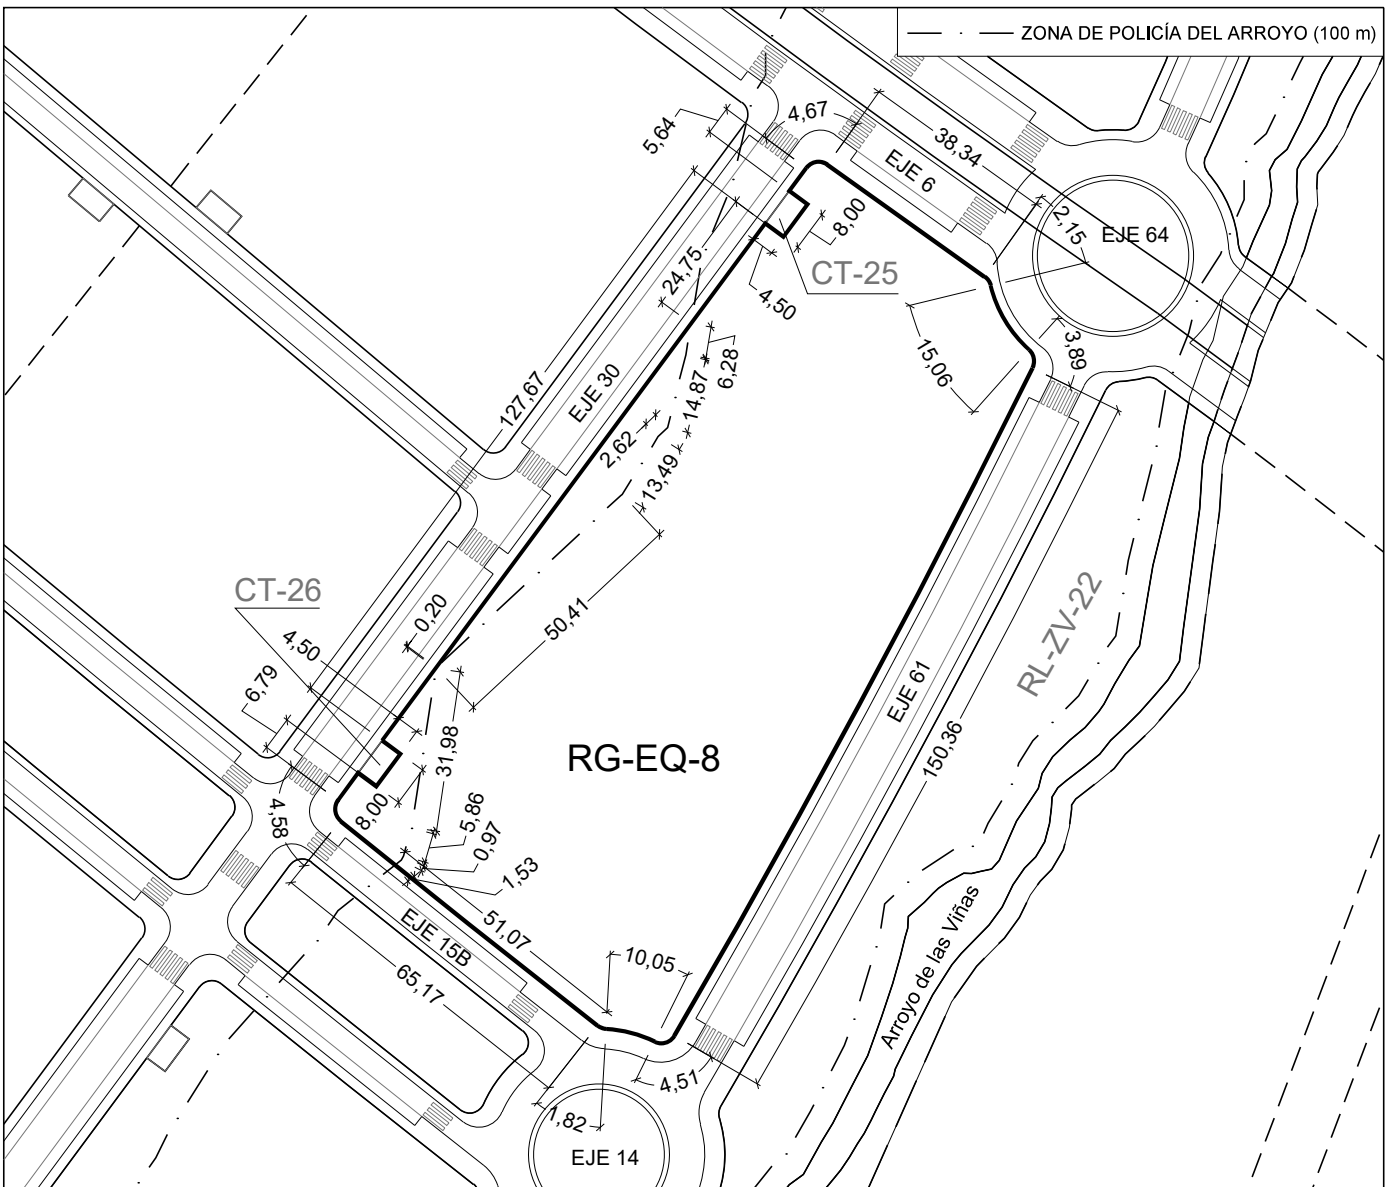 ZONA DE POLICÍA DEL ARROYO (100 m)
4,67
5,64
38,34
EJE 6
8,00
2,15
EJE 64
24,75
CT-25
4,50
6,28
15,06
3,89
14,87
127,67
EJE 30
2,62
13,49
CT-26
0,20
50,41
4,50
6,79
RL-ZV-22
EJE 61
31,98
RG-EQ-8
150,36
8,00
4,58
5,86
0,97
1,53
51,07
EJE 15B
65,17
10,05
Arroyo de las Viñas
4,51
1,82
EJE 14